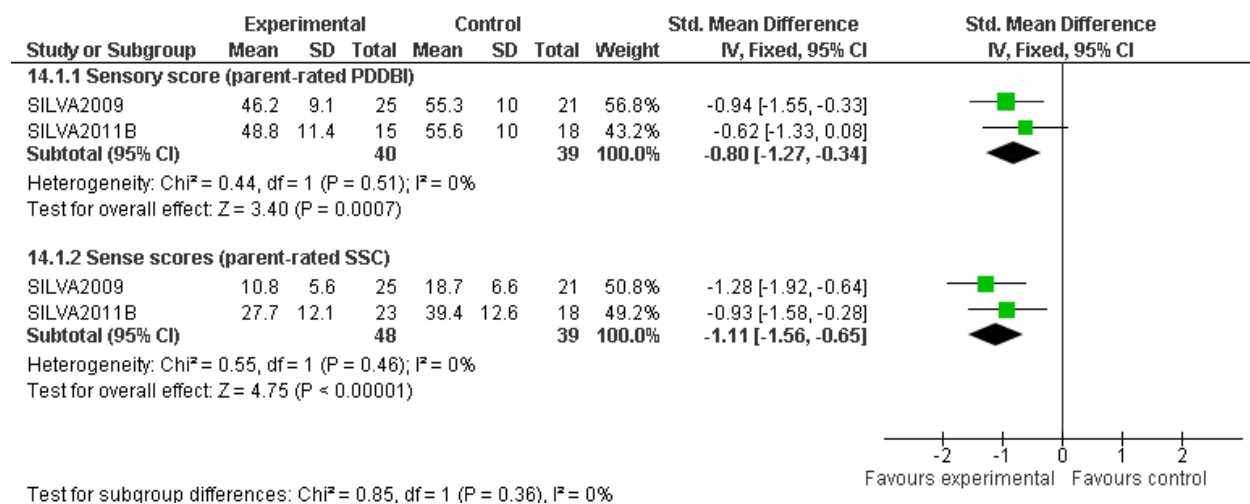 Experimental Control Std. Mean Difference Std. Mean Difference
Study or Subgroup Mean SD Total Mean SD Total Weight IV, Fixed, 95% CI IV, Fixed, 95% CI
14.1.1 Sensory score (parent-rated PDDBI)
SILVA2009 46.2 9.1 25 55.3 10 21 56.8% -0.94 [-1.55, -0.33]
SILVA2011B 48.8 11.4 15 55.6 10 18 43.2% -0.62 [-1.33, 0.08]
Subtotal (95% CI) 40 39 100.0% -0.80 [-1.27, -0.34]
Heterogeneity: Chi² = 0.44, df = 1 (P = 0.51); I² = 0%
Test for overall effect: Z = 3.40 (P = 0.0007)
14.1.2 Sense scores (parent-rated SSC)
SILVA2009 10.8 5.6 25 18.7 6.6 21 50.8% -1.28 [-1.92, -0.64]
SILVA2011B 27.7 12.1 23 39.4 12.6 18 49.2% -0.93 [-1.58, -0.28]
Subtotal (95% CI) 48 39 100.0% -1.11 [-1.56, -0.65]
Heterogeneity: Chi² = 0.55, df = 1 (P = 0.46); I² = 0%
Test for overall effect: Z = 4.75 (P < 0.00001)
-2 -1 0 1 2
Favours experimental Favours control
Test for subgroup differences: Chi² = 0.85, df = 1 (P = 0.36), I² = 0%